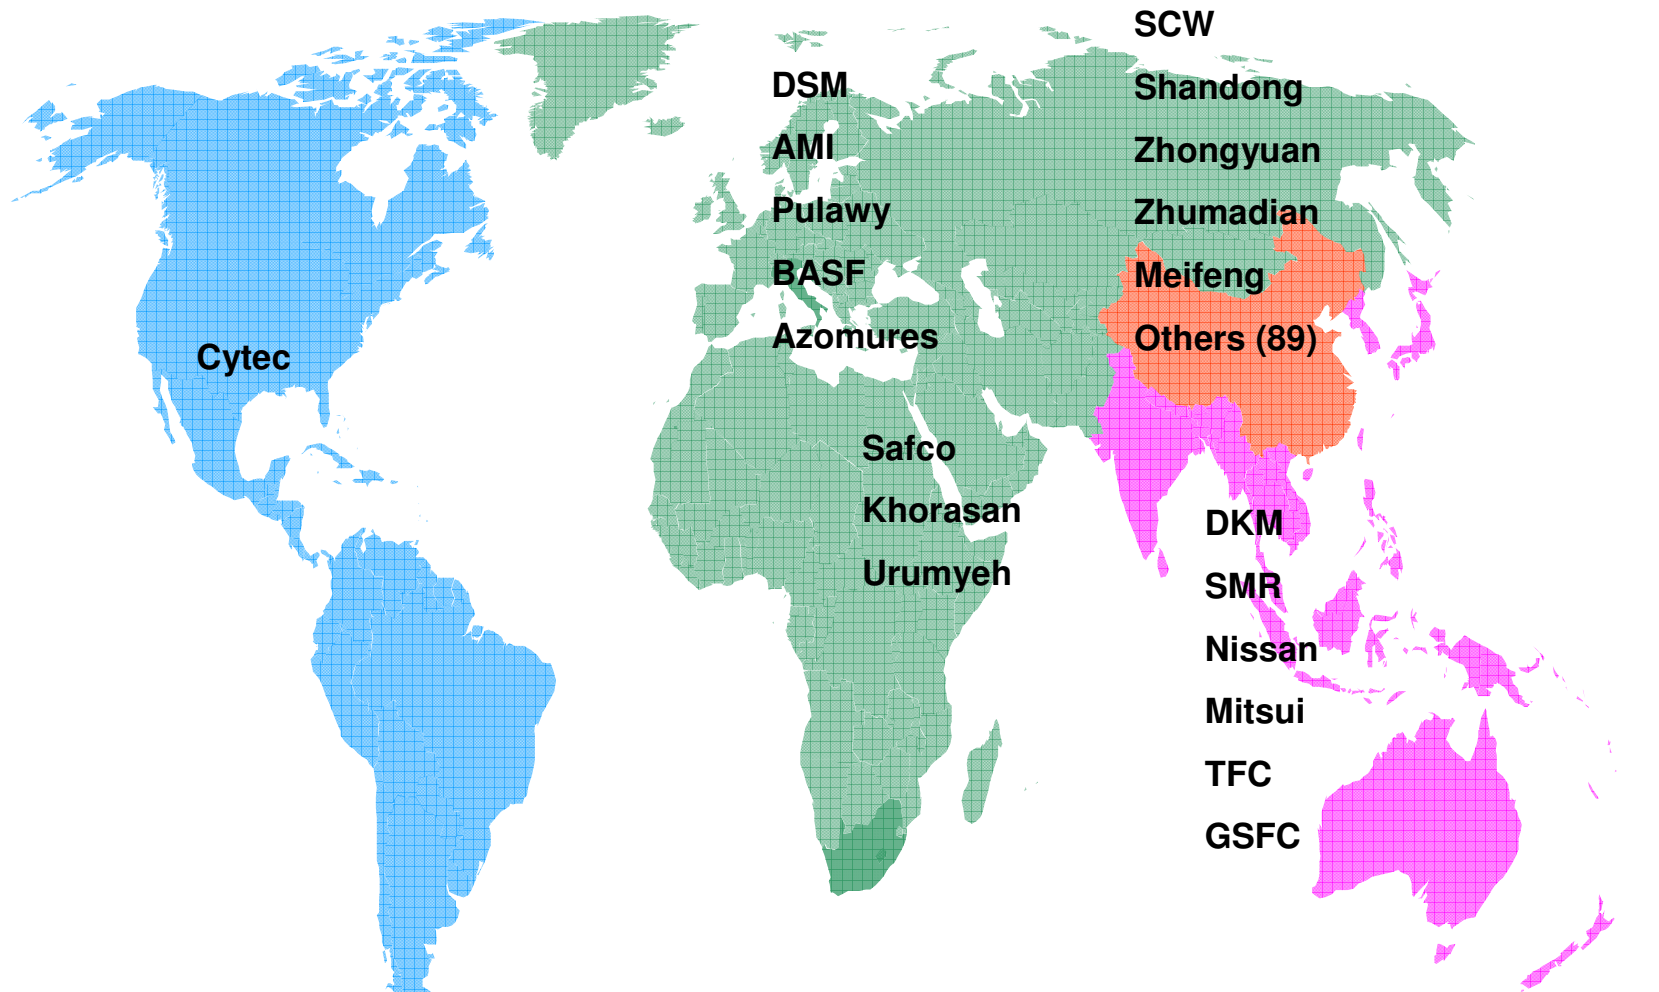 SCW
Shandong
Zhongyuan
Zhumadian
Meifeng
Others (89)
DSM
AMI
Pulawy
BASF
Azomures
Cytec
Safco
Khorasan
Urumyeh
DKM
SMR
Nissan
Mitsui
TFC
GSFC